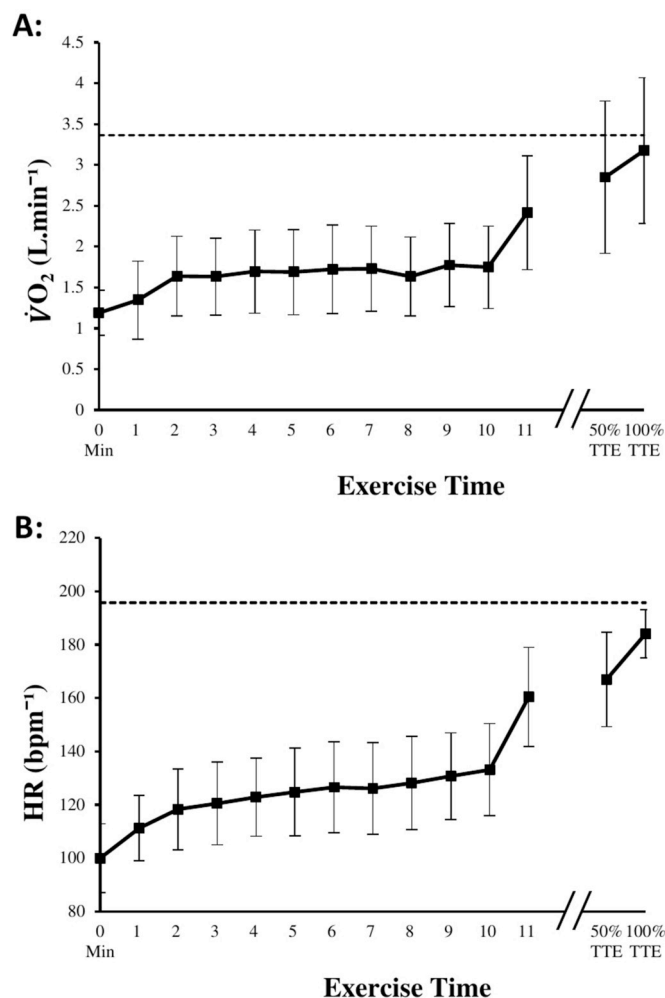 A:
4.5
4
3.5
3
2.5
2
1.5
1
0.5
0
V̇O₂ (L.min⁻¹)
0 1 2 3 4 5 6 7 8 9 10 11 50% 100%
Min TTE TTE
Exercise Time
B:
220
200
180
160
140
120
100
80
HR (bpm⁻¹)
0 1 2 3 4 5 6 7 8 9 10 11 50% 100%
Min TTE TTE
Exercise Time